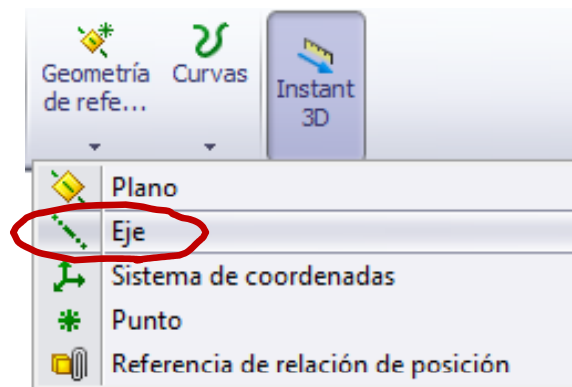 Geometría
de refe...
Curvas
Instant
3D
Plano
Eje
Sistema de coordenadas
Punto
Referencia de relación de posición